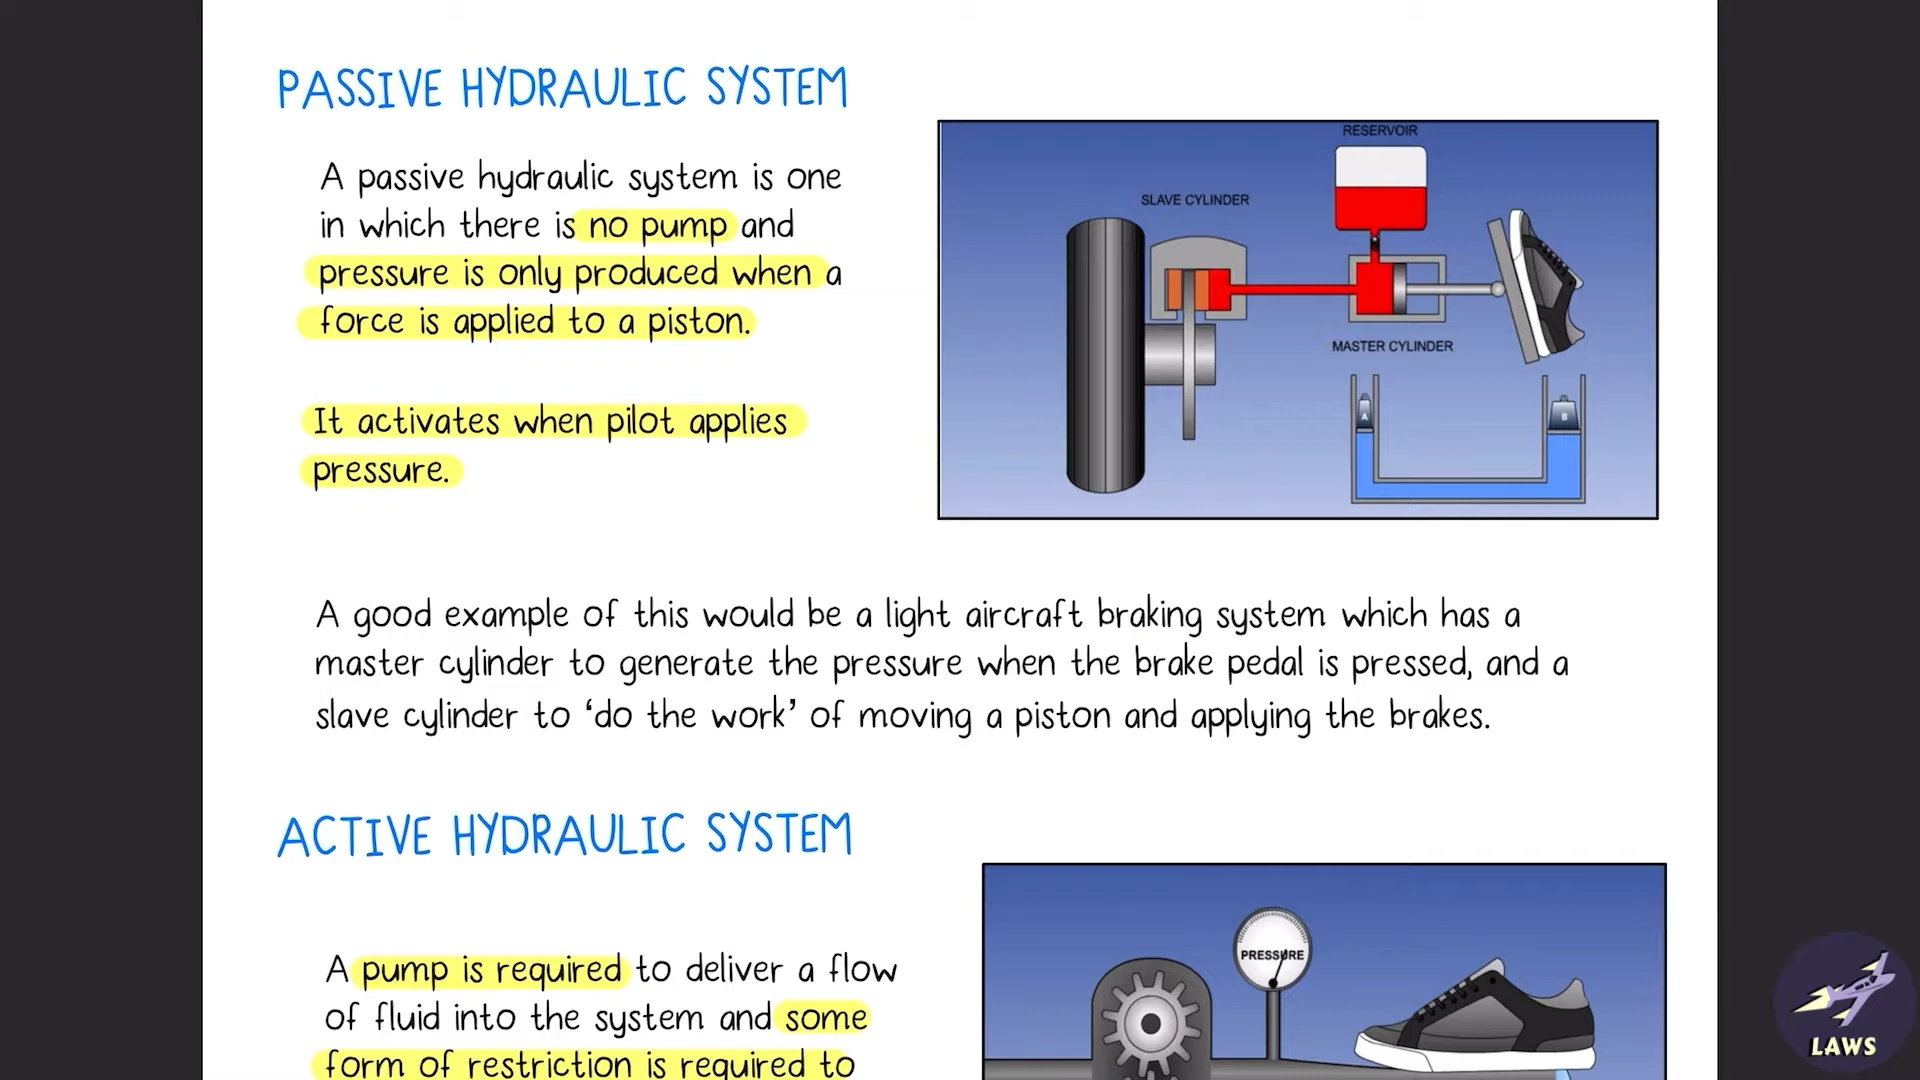 PASSIVE HYDRAULIC SYSTEM
A passive hydraulic system is one
in which there is no pump and
pressure is only produced when a
force is applied to a piston.
It activates when pilot applies
pressure.
RESERVOIR
SLAVE CYLINDER
MASTER CYLINDER
A
B
A good example of this would be a light aircraft braking system which has a
master cylinder to generate the pressure when the brake pedal is pressed, and a
slave cylinder to ‘do the work’ of moving a piston and applying the brakes.
ACTIVE HYDRAULIC SYSTEM
A pump is required to deliver a flow
of fluid into the system and some
form of restriction is required to
PRESSURE
LAWS